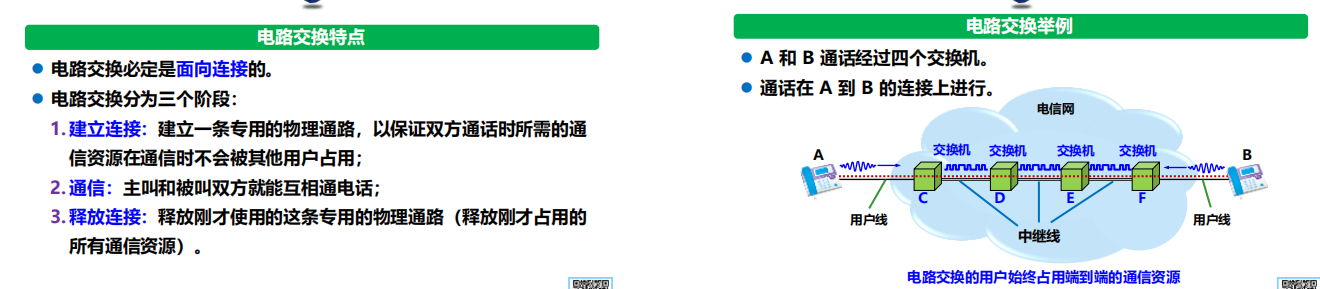 电路交换特点
电路交换必定是面向连接的。
电路交换分为三个阶段：
1. 建立连接：建立一条专用的物理通路，以保证双方通话时所需的通
信资源在通信时不会被其他用户占用；
2. 通信：主叫和被叫双方就能互相通电话；
3. 释放连接：释放刚才使用的这条专用的物理通路（释放刚才占用的
所有通信资源）。
电路交换举例
A 和 B 通话经过四个交换机。
通话在 A 到 B 的连接上进行。
电信网
交换机 交换机 交换机 交换机
A B
C D E F
用户线 用户线
中继线
电路交换的用户始终占用端到端的通信资源